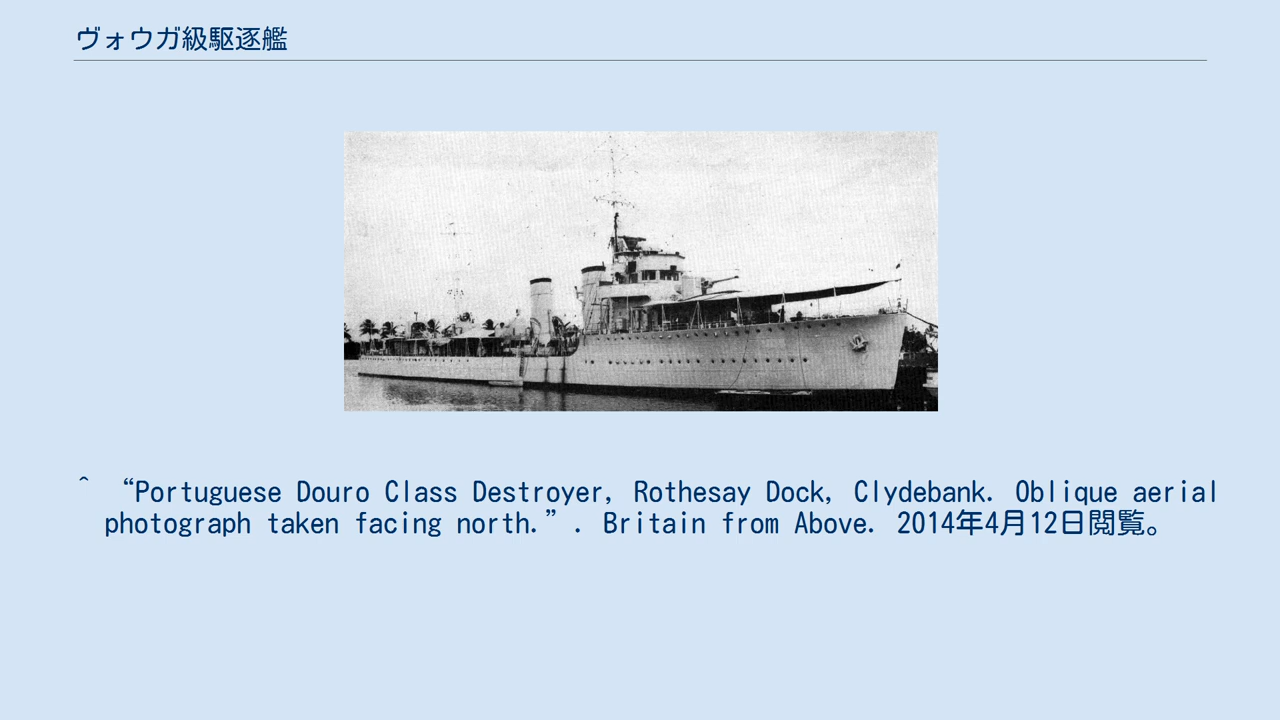 ヴォウガ級駆逐艦
^ “Portuguese Douro Class Destroyer, Rothesay Dock, Clydebank. Oblique aerial
photograph taken facing north.”. Britain from Above. 2014年4月12日閲覧。